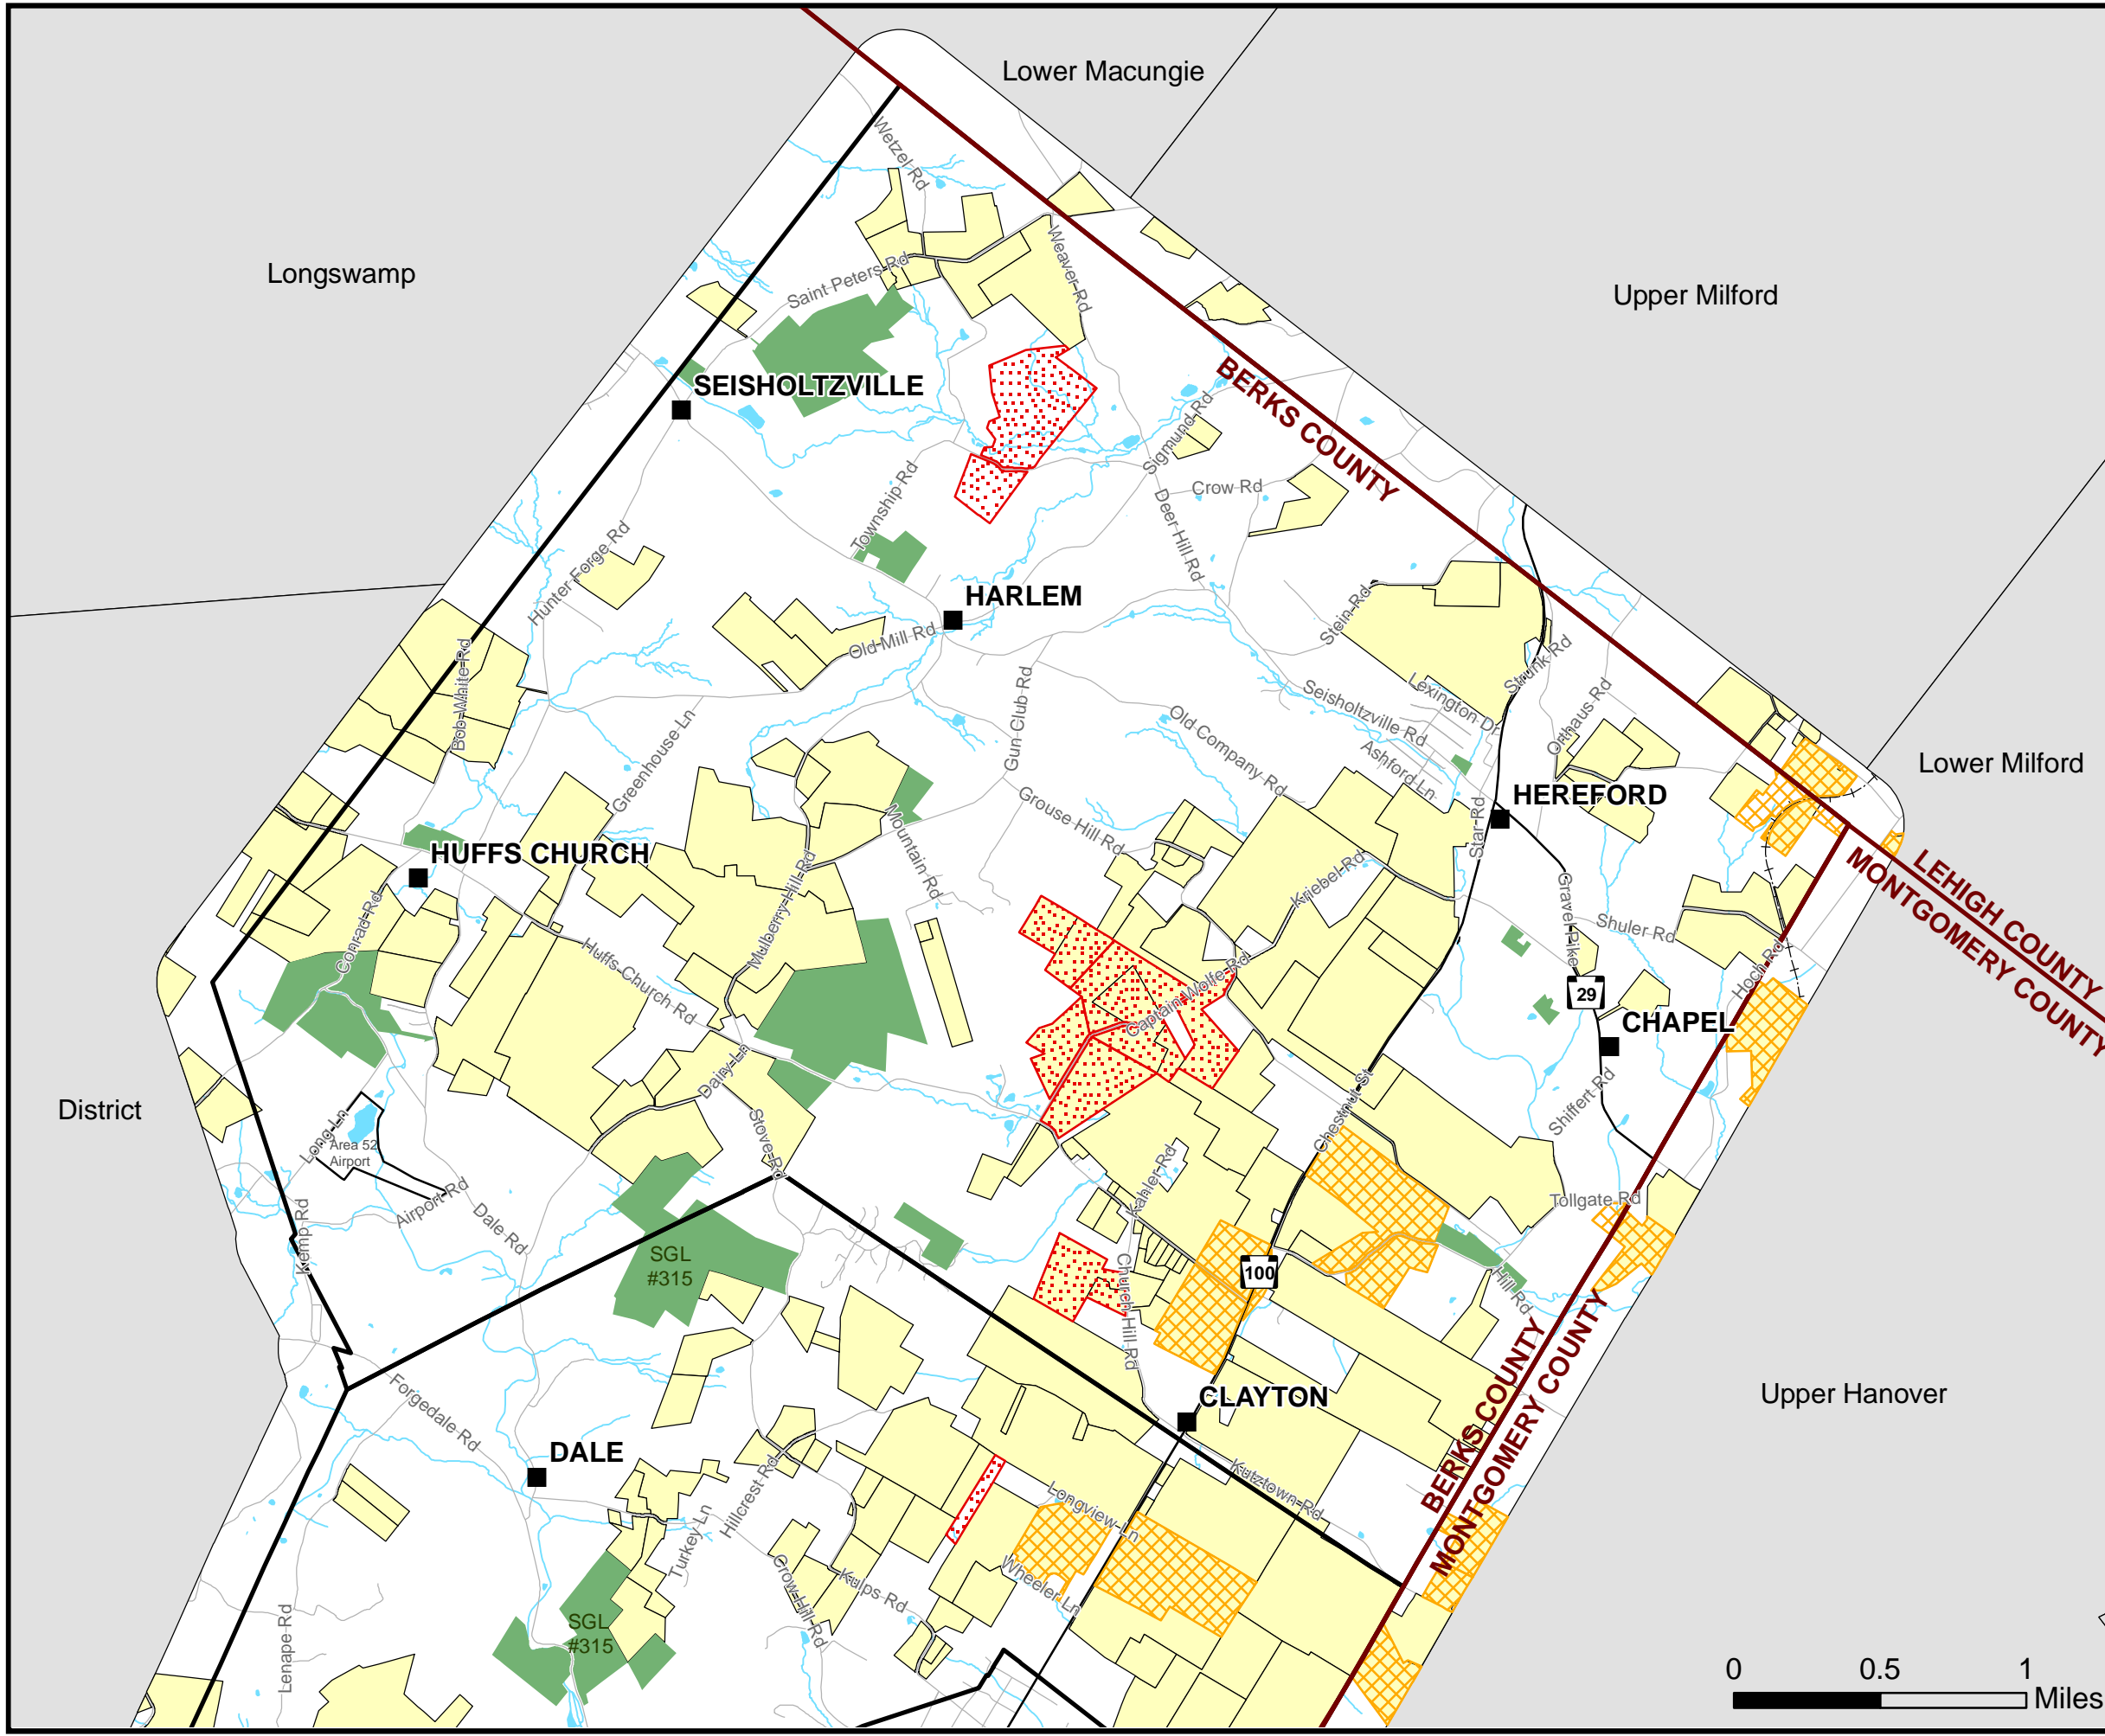 Lower Macungie
Wetzel Rd
Longswamp
Saint Peters Rd
Weaver Rd
Upper Milford
SEISHOLTZVILLE
BERKS COUNTY
Sigmund Rd
Township Rd
Crow Rd
Deer Hill Rd
Hunter Forge Rd
HARLEM
Stein Rd
Old Mill Rd
Bob White Rd
Gun Club Rd
Strunk Rd
Lexington Dr
Seisholtzville Rd
Orthaus Rd
Old Company Rd
Greenhouse Ln
Ashford Ln
Lower Milford
HEREFORD
Grouse Hill Rd
Star Rd
Mountain Rd
HUFFS CHURCH
Kriebel Rd
Mulberry Hill Rd
Gravel Pike
LEHIGH COUNTY
MONTGOMERY COUNTY
Conrad Rd
Shuler Rd
Huffs Church Rd
Hoch Rd
Captain Wolfe Rd
29
CHAPEL
Dairy Ln
District
Long Ln
Area 52
Airport
Stove Rd
Chestnut St
Shiffert Rd
Kahler Rd
Airport Rd
Dale Rd
Kemp Rd
Tollgate Rd
SGL
#315
100
Church Hill Rd
Hill Rd
BERKS COUNTY
MONTGOMERY COUNTY
Forgedale Rd
CLAYTON
Upper Hanover
DALE
Hillcrest Rd
Kutztown Rd
Longview Ln
Turkey Ln
Crow Hill Rd
Kulps Rd
Wheeler Ln
SGL
#315
Lenape Rd
0 0.5 1
Miles